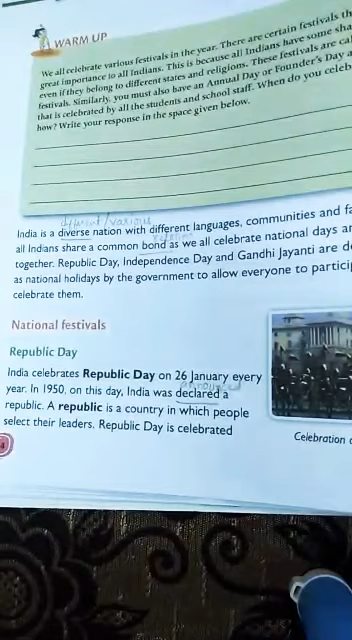 WARM UP
We all celebrate various festivals in the year. There are certain festivals th
great importance to all Indians. This is because all Indians have some sha
even if they belong to different states and religions. These festivals are cal
festivals. Similarly, you must also have an Annual Day or Founder's Day a
that is celebrated by all the students and school staff. When do you celeb
how? Write your response in the space given below.
different/various
India is a diverse nation with different languages, communities and fa
all Indians share a common bond as we all celebrate national days an
together. Republic Day, Independence Day and Gandhi Jayanti are de
as national holidays by the government to allow everyone to particip
celebrate them.
National festivals
Republic Day
India celebrates Republic Day on 26 January every
announced
year. In 1950, on this day, India was declared a
republic. A republic is a country in which people
select their leaders. Republic Day is celebrated
4
Celebration o